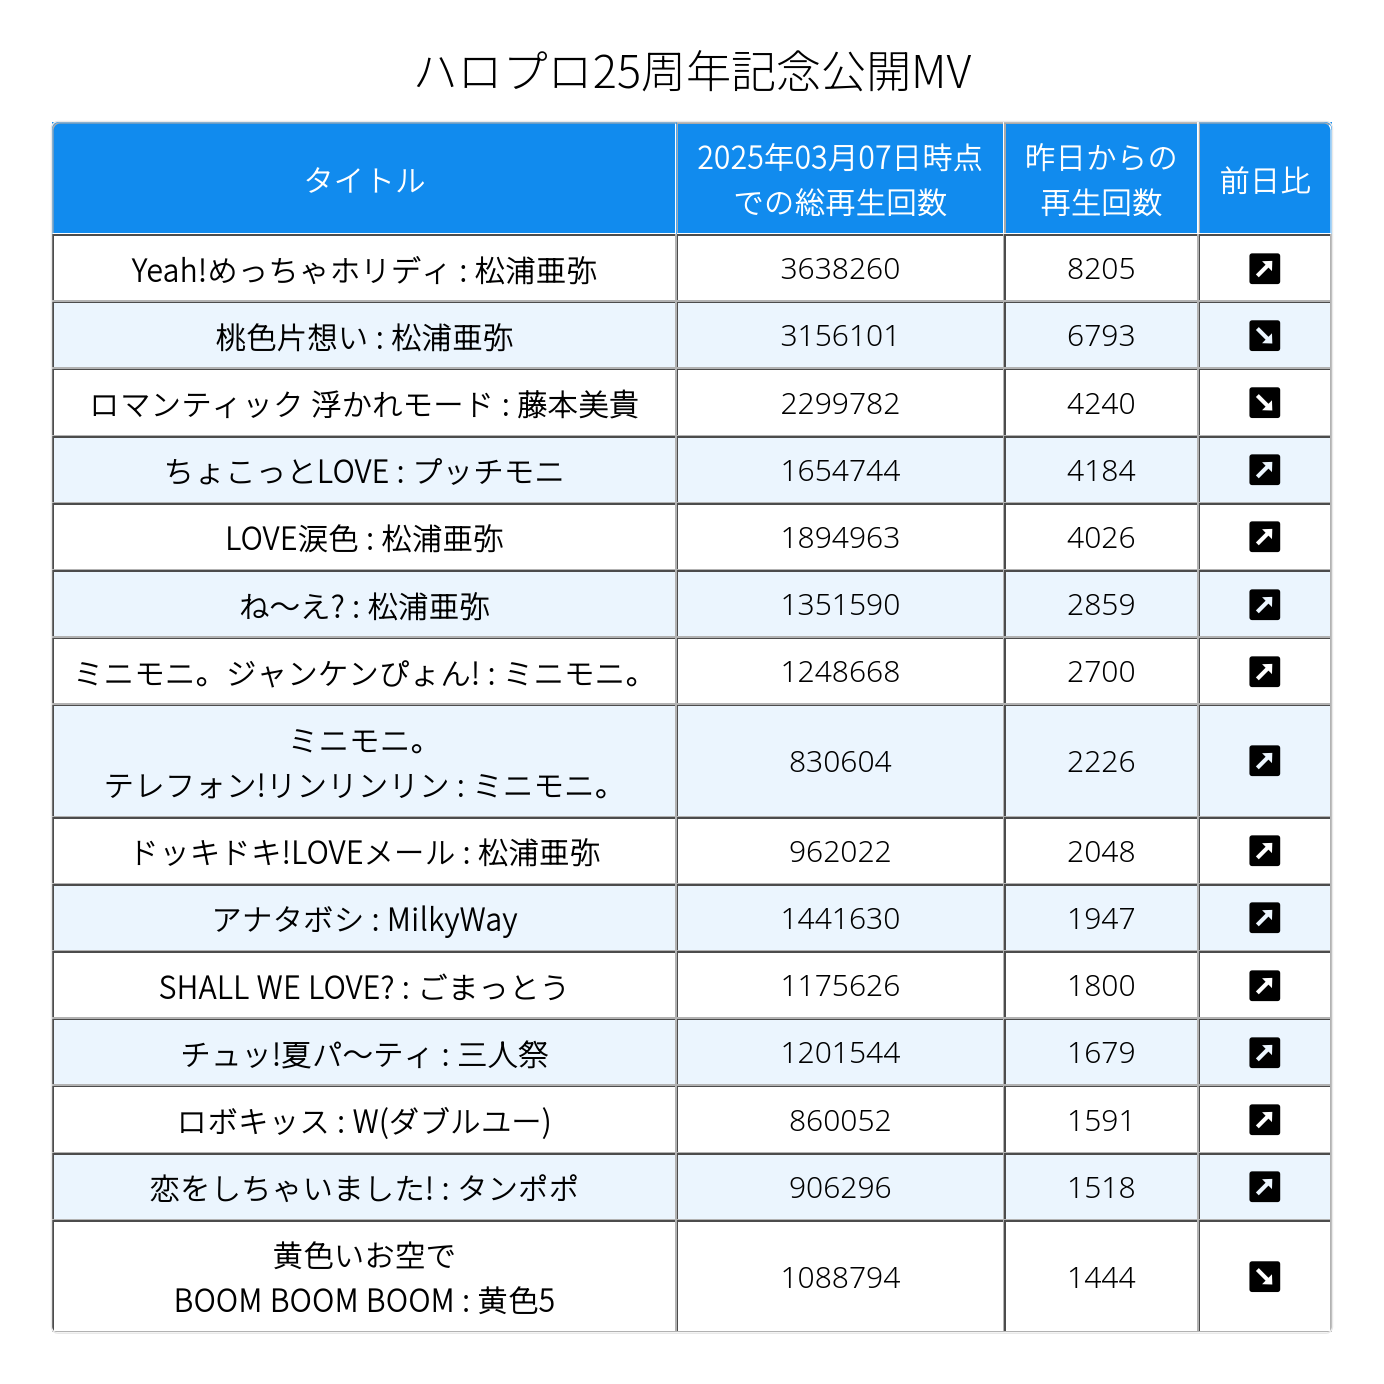 ハロプロ25周年記念公開MV
タイトル
2025年03月07日時点
での総再生回数
昨日からの
再生回数
前日比
Yeah!めっちゃホリディ : 松浦亜弥 3638260 8205
桃色片想い : 松浦亜弥 3156101 6793
ロマンティック 浮かれモード : 藤本美貴 2299782 4240
ちょこっとLOVE : プッチモニ 1654744 4184
LOVE涙色 : 松浦亜弥 1894963 4026
ね〜え? : 松浦亜弥 1351590 2859
ミニモニ。ジャンケンぴょん! : ミニモニ。 1248668 2700
ミニモニ。
テレフォン!リンリンリン : ミニモニ。 830604 2226
ドッキドキ!LOVEメール : 松浦亜弥 962022 2048
アナタボシ : MilkyWay 1441630 1947
SHALL WE LOVE? : ごまっとう 1175626 1800
チュッ!夏パ〜ティ : 三人祭 1201544 1679
ロボキッス : W(ダブルユー) 860052 1591
恋をしちゃいました! : タンポポ 906296 1518
黄色いお空で
BOOM BOOM BOOM : 黄色5 1088794 1444